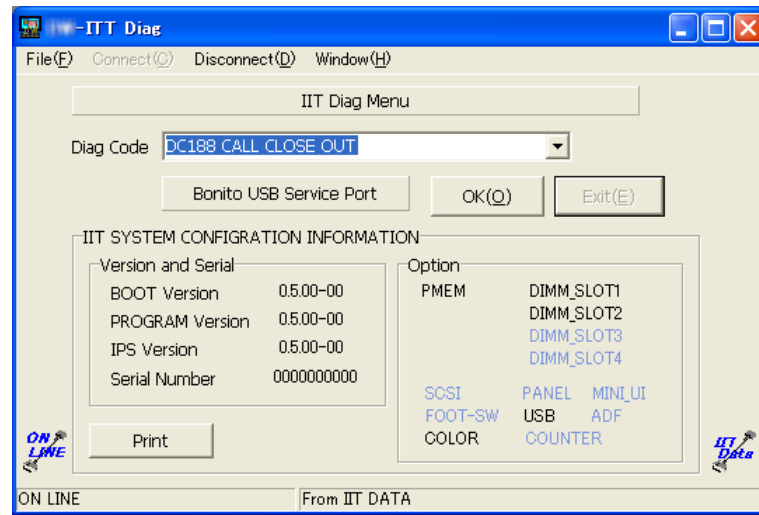 -ITT Diag
File(F) Connect(C) Disconnect(D) Window(H)
IIT Diag Menu
Diag Code DC188 CALL CLOSE OUT
Bonito USB Service Port OK(O) Exit(E)
IIT SYSTEM CONFIGRATION INFORMATION
Version and Serial
BOOT Version 0.5.00-00
PROGRAM Version 0.5.00-00
IPS Version 0.5.00-00
Serial Number 0000000000
Print
Option
PMEM DIMM_SLOT1
DIMM_SLOT2
DIMM_SLOT3
DIMM_SLOT4
SCSI PANEL MINI_UI
FOOT-SW USB ADF
COLOR COUNTER
ON LINE
IIT Data
ON LINE From IIT DATA